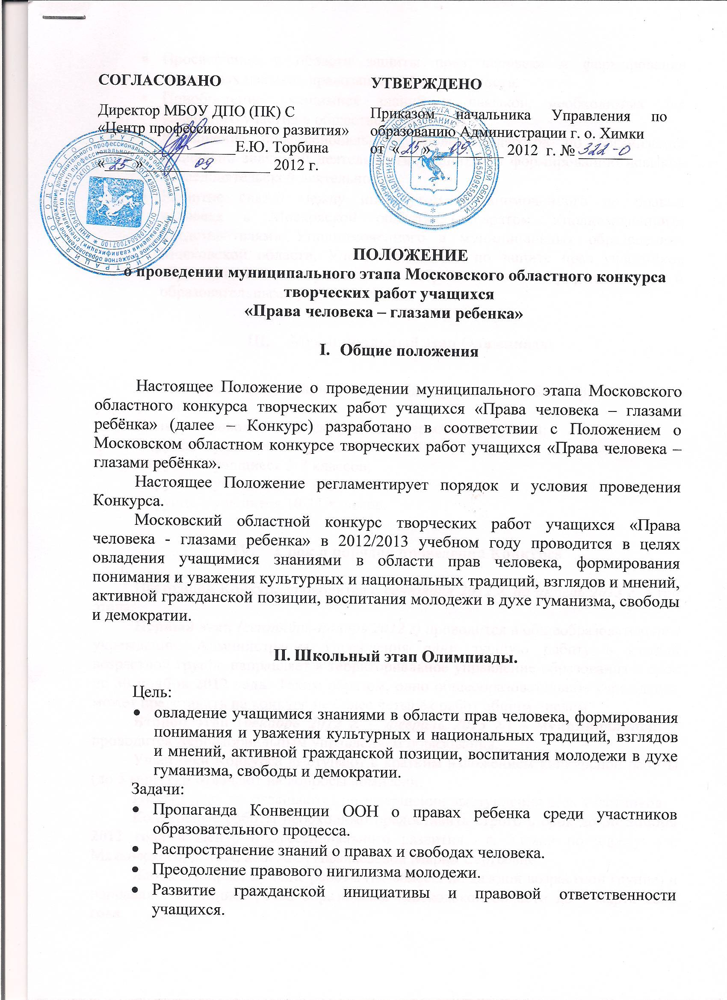 СОГЛАСОВАНО
Директор МБОУ ДПО (ПК) С
«Центр профессионального развития»
Е.Ю. Торбина
« 25 » 09 2012 г.
УТВЕРЖДЕНО
Приказом начальника Управления по
образованию Администрации г. о. Химки
от « 25 » 09. 2012 г. № 322-О
ПОЛОЖЕНИЕ
о проведении муниципального этапа Московского областного конкурса
творческих работ учащихся
«Права человека – глазами ребенка»
I. Общие положения
Настоящее Положение о проведении муниципального этапа Московского
областного конкурса творческих работ учащихся «Права человека – глазами
ребёнка» (далее – Конкурс) разработано в соответствии с Положением о
Московском областном конкурсе творческих работ учащихся «Права человека –
глазами ребёнка».
Настоящее Положение регламентирует порядок и условия проведения
Конкурса.
Московский областной конкурс творческих работ учащихся «Права
человека - глазами ребенка» в 2012/2013 учебном году проводится в целях
овладения учащимися знаниями в области прав человека, формирования
понимания и уважения культурных и национальных традиций, взглядов и мнений,
активной гражданской позиции, воспитания молодежи в духе гуманизма, свободы
и демократии.
II. Школьный этап Олимпиады.
Цель:
• овладение учащимися знаниями в области прав человека, формирования
понимания и уважения культурных и национальных традиций, взглядов
и мнений, активной гражданской позиции, воспитания молодежи в духе
гуманизма, свободы и демократии.
Задачи:
• Пропаганда Конвенции ООН о правах ребенка среди участников
образовательного процесса.
• Распространение знаний о правах и свободах человека.
• Преодоление правового нигилизма молодежи.
• Развитие гражданской инициативы и правовой ответственности
учащихся.